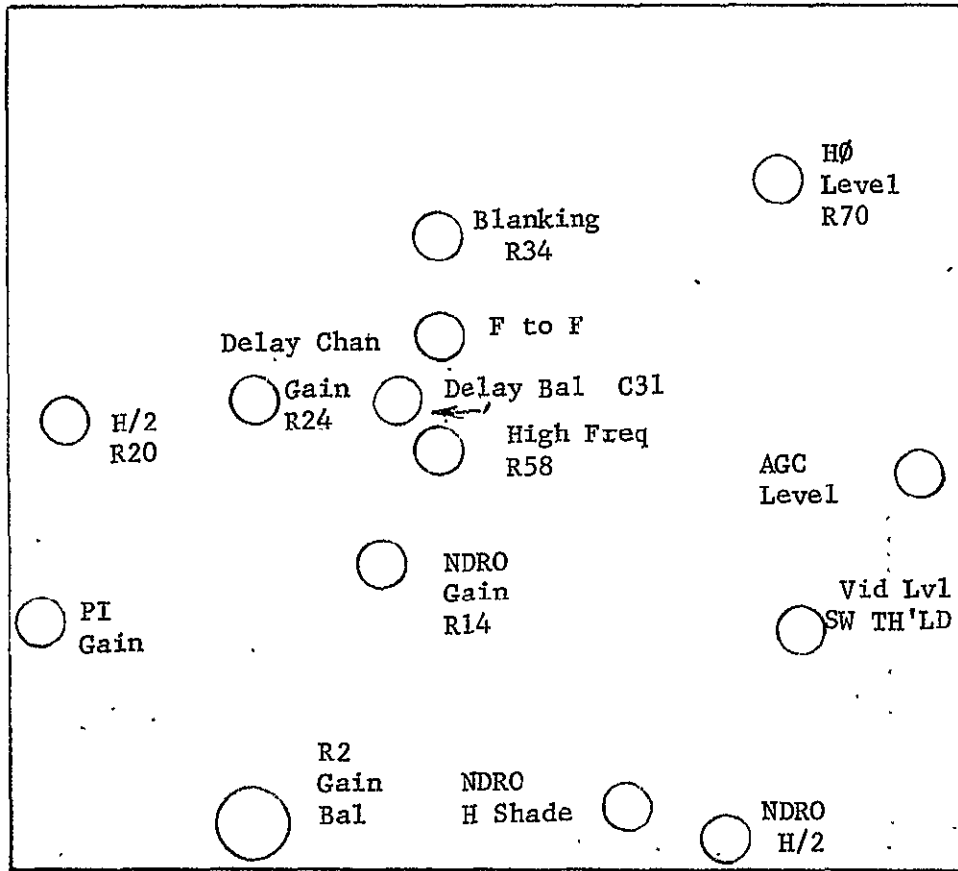 HØ
Level
R70
Blanking
R34
F to F
Delay Chan
Gain
R24
Delay Bal C31
High Freq
R58
H/2
R20
AGC
Level
NDRO
Gain
R14
PI
Gain
Vid Lvl
SW TH'LD
R2
Gain
Bal
NDRO
H Shade
NDRO
H/2